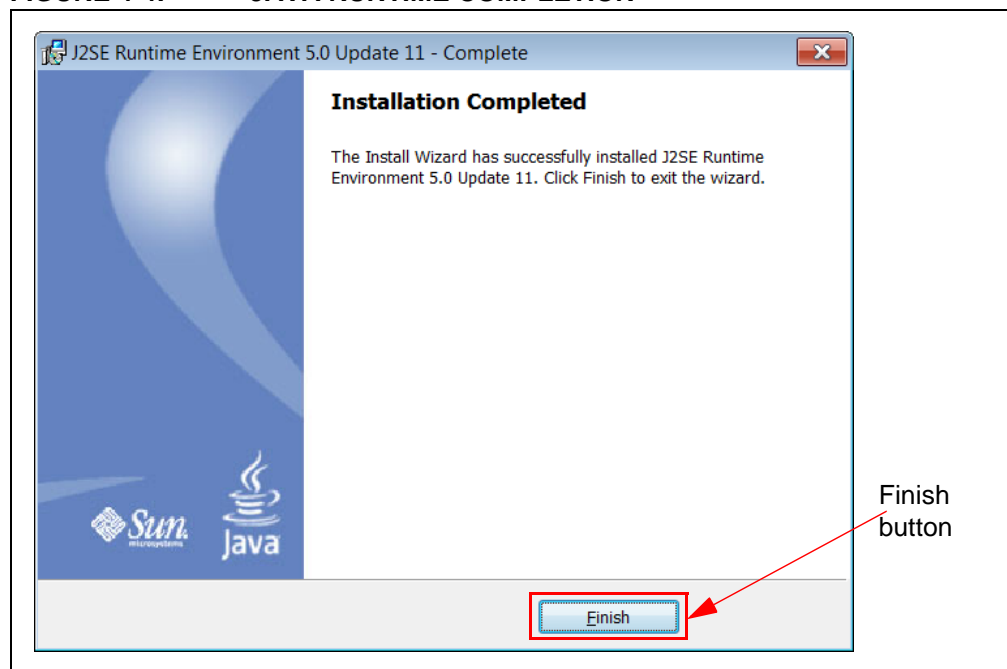 J2SE Runtime Environment 5.0 Update 11 - Complete
Installation Completed
The Install Wizard has successfully installed J2SE Runtime
Environment 5.0 Update 11. Click Finish to exit the wizard.
Sun
microsystems
Java
Finish
button
Finish